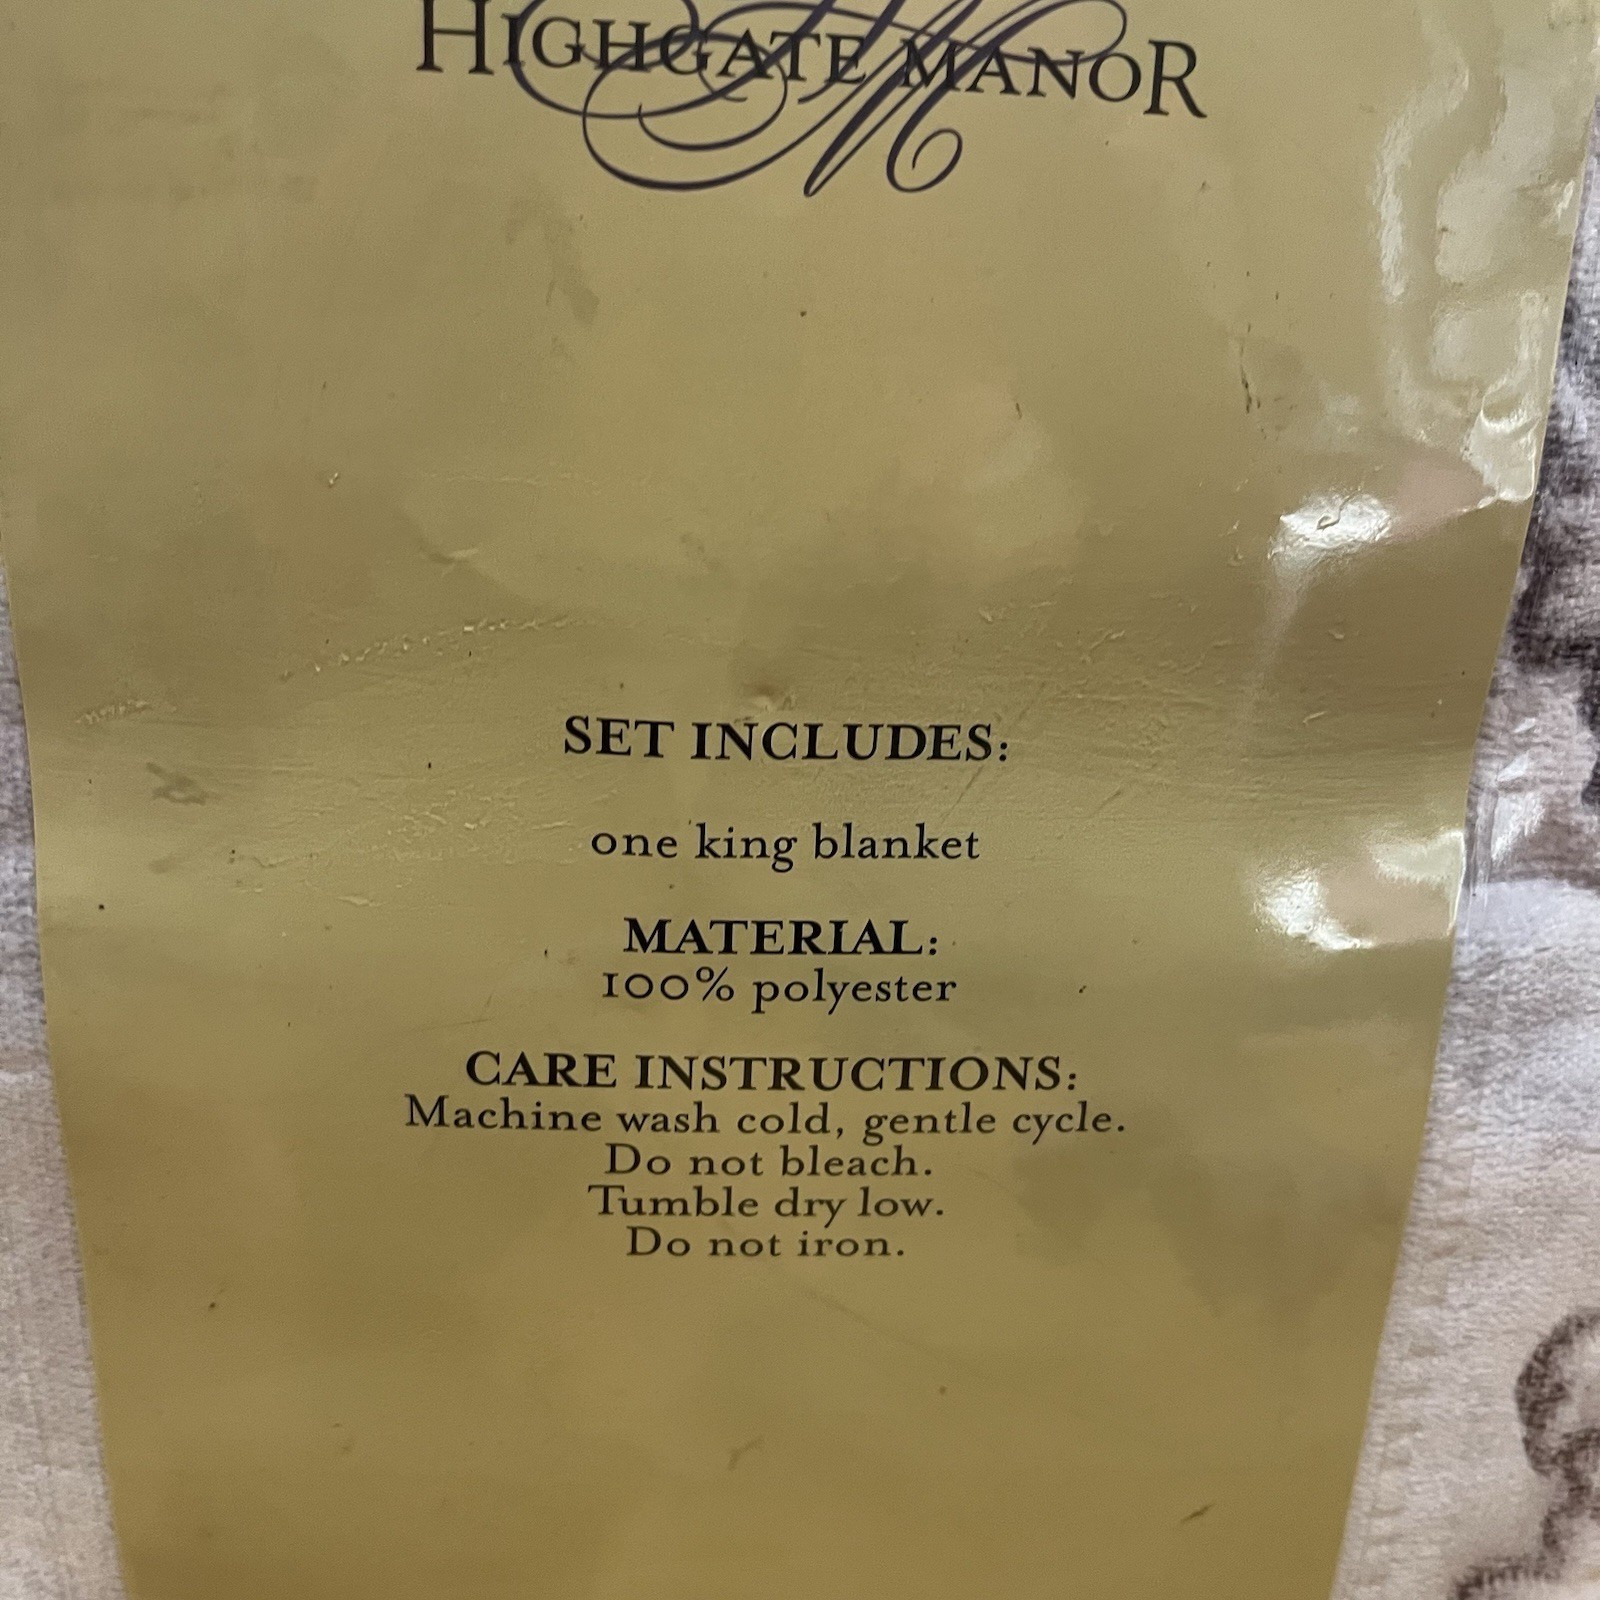 HIGHGATE MANOR
SET INCLUDES:
one king blanket
MATERIAL:
100% polyester
CARE INSTRUCTIONS:
Machine wash cold, gentle cycle.
Do not bleach.
Tumble dry low.
Do not iron.